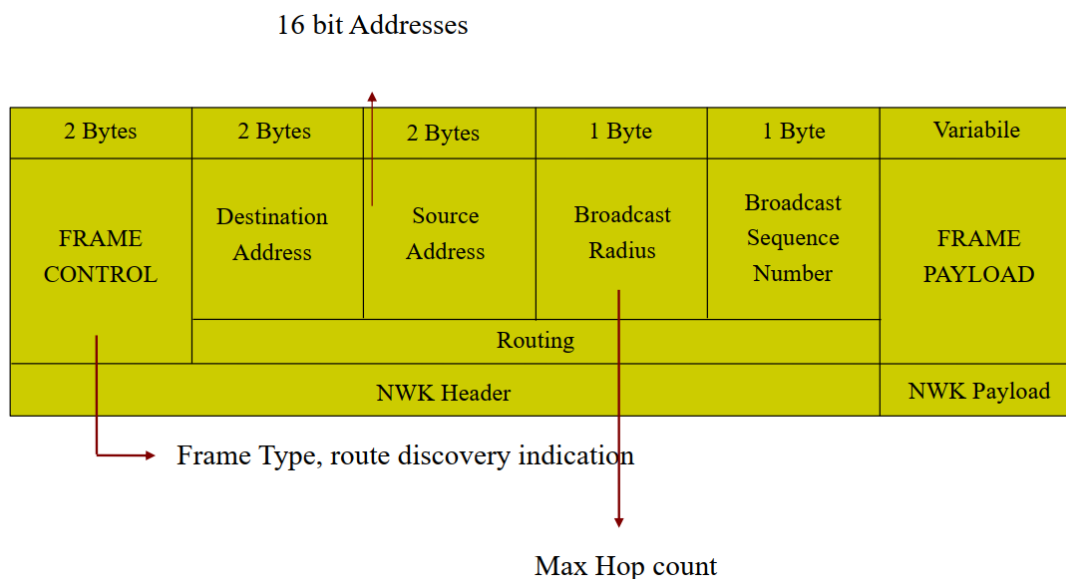 16 bit Addresses
2 Bytes
2 Bytes
2 Bytes
1 Byte
1 Byte
Variabile
FRAME
CONTROL
Destination
Address
Source
Address
Broadcast
Radius
Broadcast
Sequence
Number
FRAME
PAYLOAD
Routing
NWK Header
NWK Payload
Frame Type, route discovery indication
Max Hop count